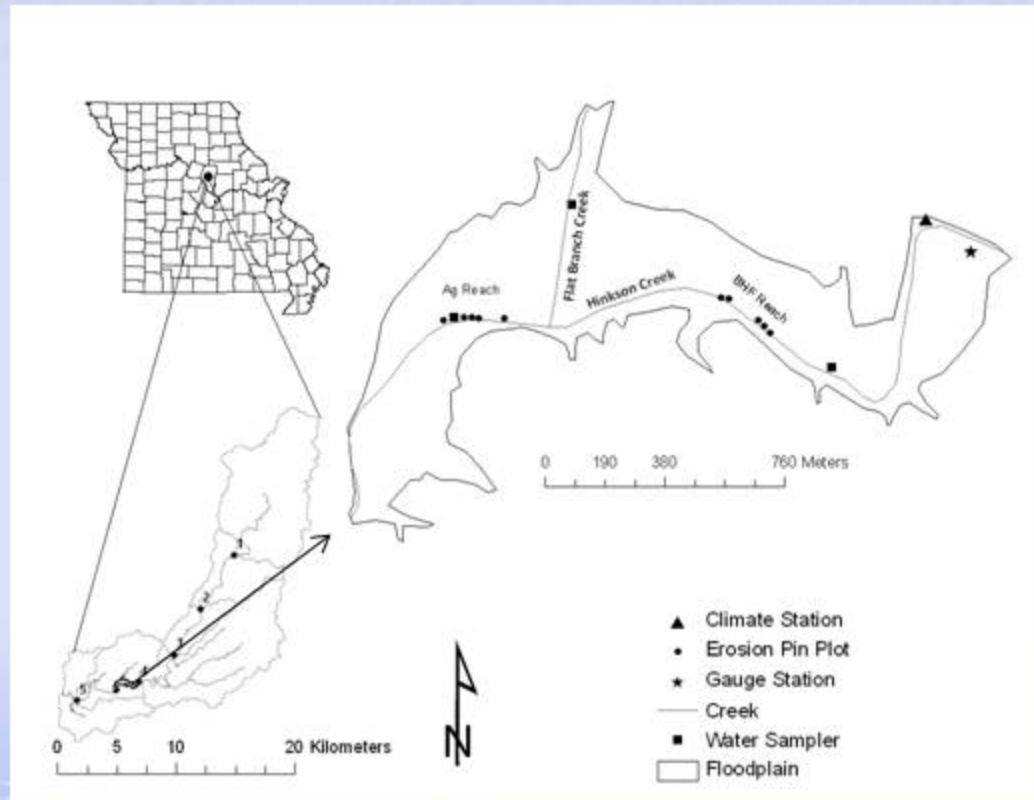 Flat Branch Creek
Ag Reach
Hinkson Creek
BHF Reach
0 190 380 760 Meters
1
2
3
4
5
Climate Station
Erosion Pin Plot
Gauge Station
Creek
Water Sampler
Floodplain
N
0 5 10 20 Kilometers